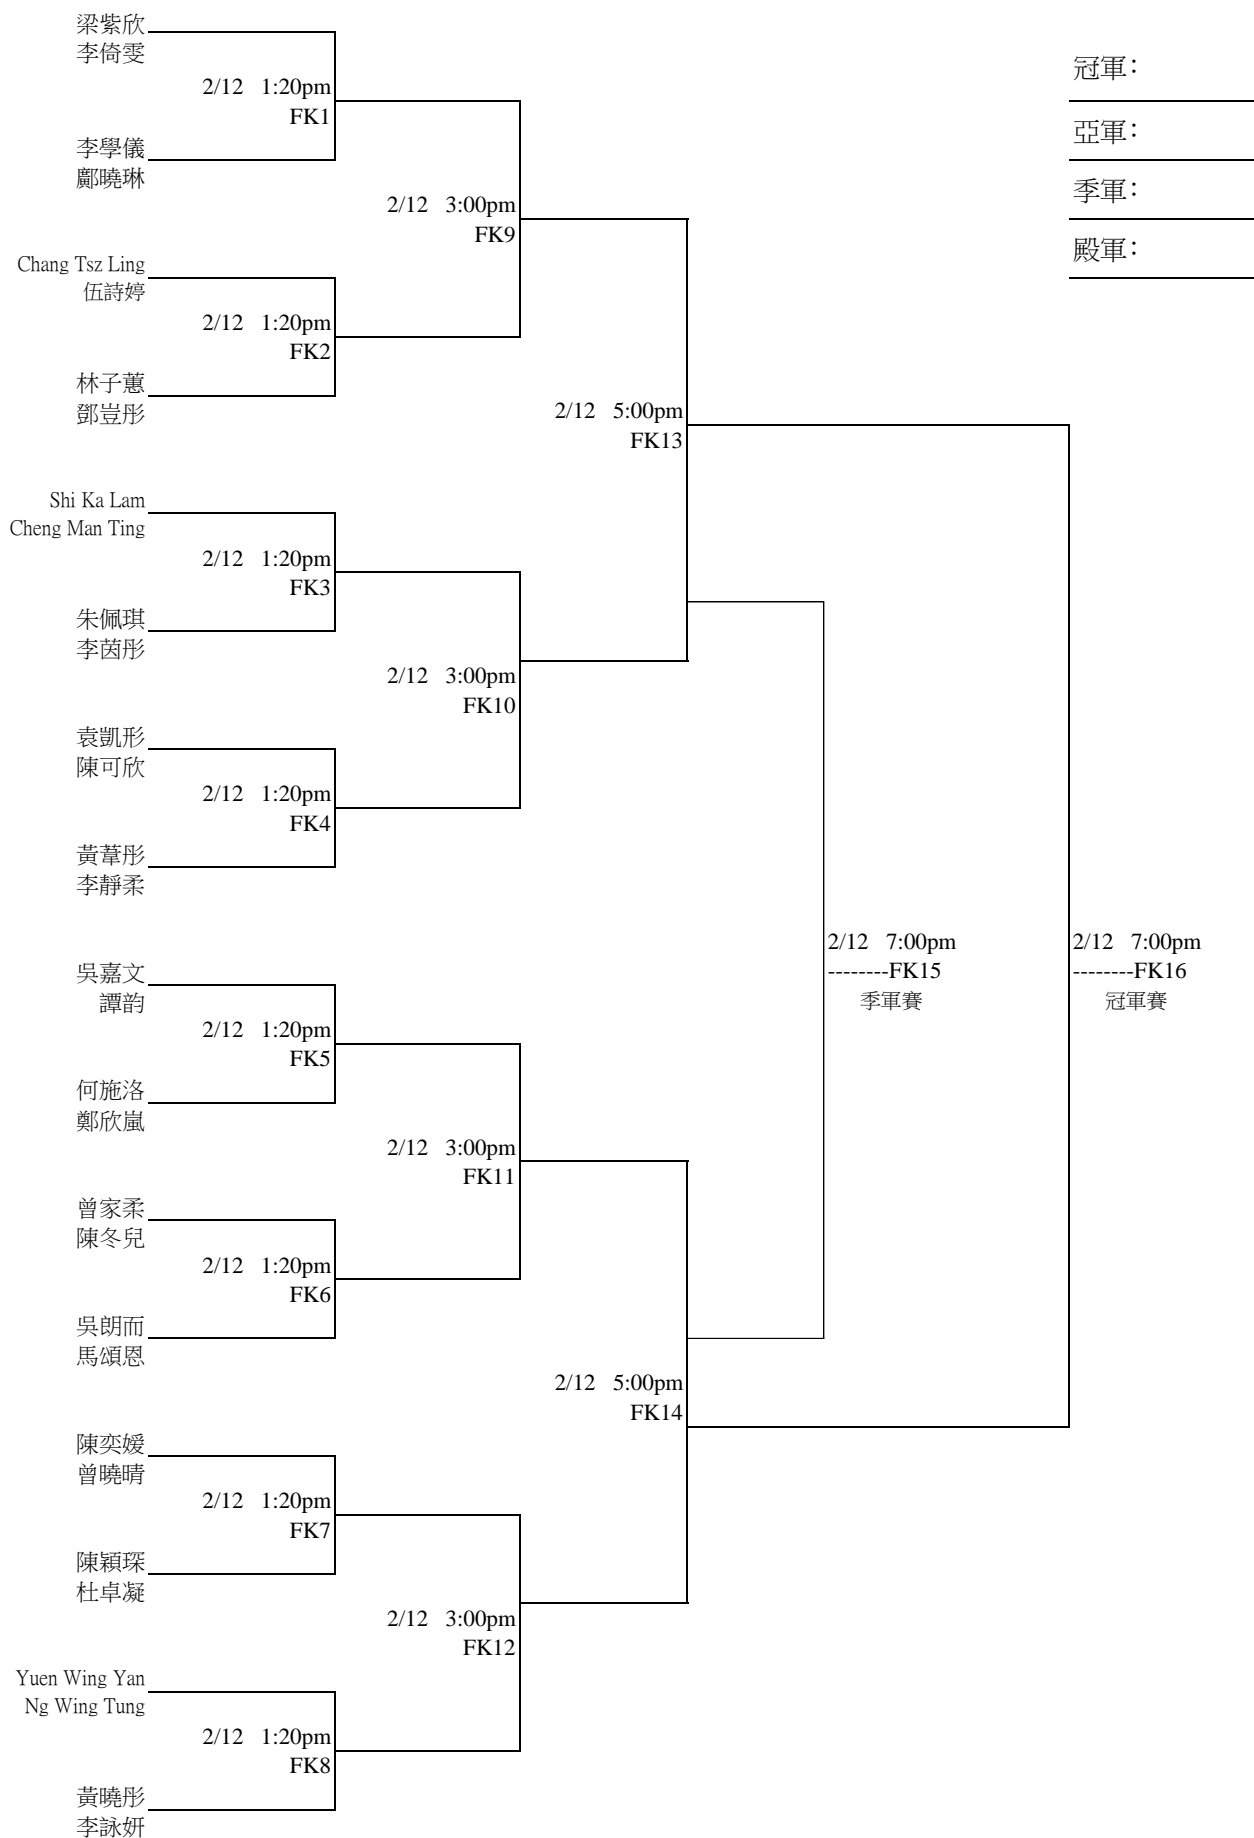 梁紫欣
李倚雯
2/12 1:20pm
FK1
李學儀
鄺曉琳
2/12 3:00pm
FK9
Chang Tsz Ling
伍詩婷
2/12 1:20pm
FK2
林子蕙
鄧豈彤
2/12 5:00pm
FK13
Shi Ka Lam
Cheng Man Ting
2/12 1:20pm
FK3
朱佩琪
李茵彤
2/12 3:00pm
FK10
袁凱形
陳可欣
2/12 1:20pm
FK4
黃葦彤
李靜柔
吳嘉文
譚韵
2/12 1:20pm
FK5
何施洛
鄭欣嵐
2/12 3:00pm
FK11
曾家柔
陳冬兒
2/12 1:20pm
FK6
吳朗而
馬頌恩
2/12 5:00pm
FK14
陳奕媛
曾曉晴
2/12 1:20pm
FK7
陳穎琛
杜卓凝
2/12 3:00pm
FK12
Yuen Wing Yan
Ng Wing Tung
2/12 1:20pm
FK8
黃曉彤
李詠妍
2/12 7:00pm
--------FK15
季軍賽
2/12 7:00pm
--------FK16
冠軍賽
冠軍：
亞軍：
季軍：
殿軍：